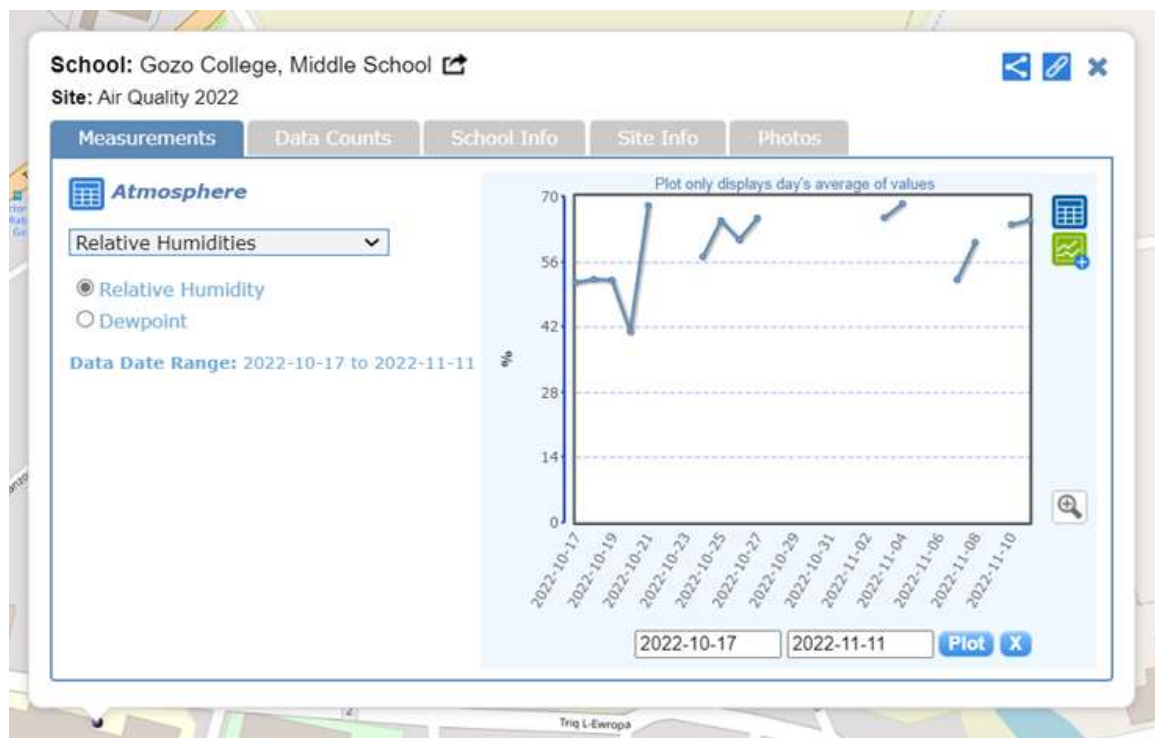 School: Gozo College, Middle School
Site: Air Quality 2022
Measurements
Data Counts
School Info
Site Info
Photos
Atmosphere
Relative Humidities
Relative Humidity
Dewpoint
Data Date Range: 2022-10-17 to 2022-11-11
Plot only displays day's average of values
70
56
42
28
14
0
%
2022-10-17
2022-10-19
2022-10-21
2022-10-23
2022-10-25
2022-10-27
2022-10-29
2022-10-31
2022-11-02
2022-11-04
2022-11-06
2022-11-08
2022-11-10
2022-10-17
2022-11-11
Plot
X
Triq L-Ewropa